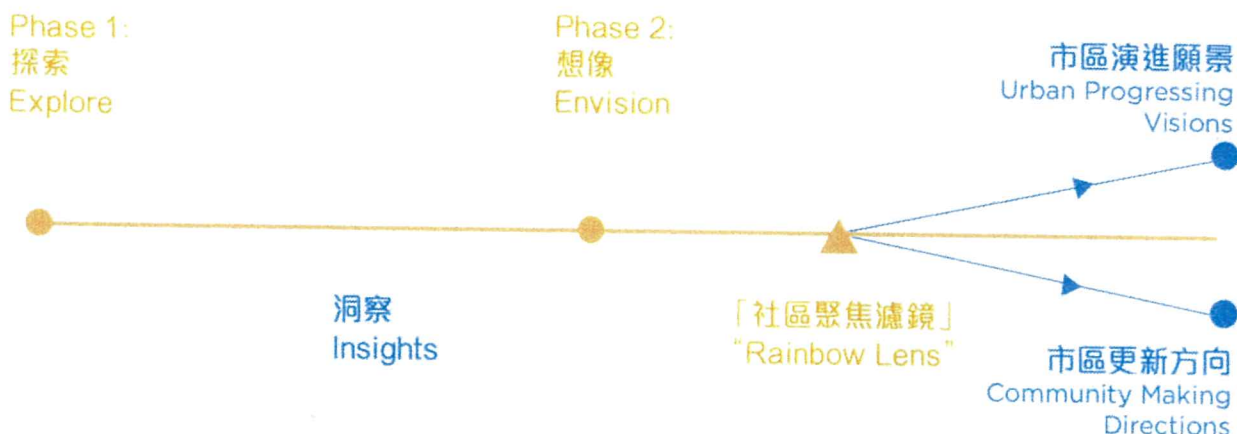 Phase 1:
探索
Explore
Phase 2:
想像
Envision
市區演進願景
Urban Progressing
Visions
洞察
Insights
「社區聚焦濾鏡」
“Rainbow Lens”
市區更新方向
Community Making
Directions